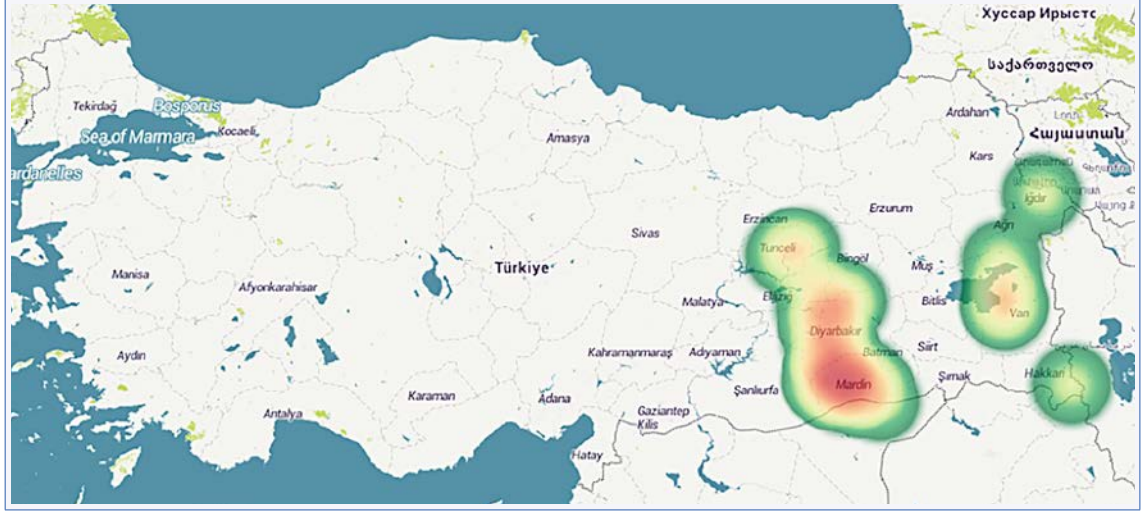 Хуссар Ирыстс
საქართველო
Tekirdağ
Bosporus
Kocaeli
Sea of Marmara
ardanelles
Amasya
Ardahan
Հայաստան
Kars
Iğdır
Erzincan
Erzurum
Ağrı
Sivas
Tunceli
Türkiye
Bingöl
Muş
Manisa
Afyonkarahisar
Malatya
Elazığ
Bitlis
Van
Diyarbakır
Aydın
Kahramanmaraş
Adıyaman
Batman
Siirt
Hakkari
Şanlıurfa
Mardin
Şırnak
Antalya
Karaman
Adana
Gaziantep
Kilis
Hatay